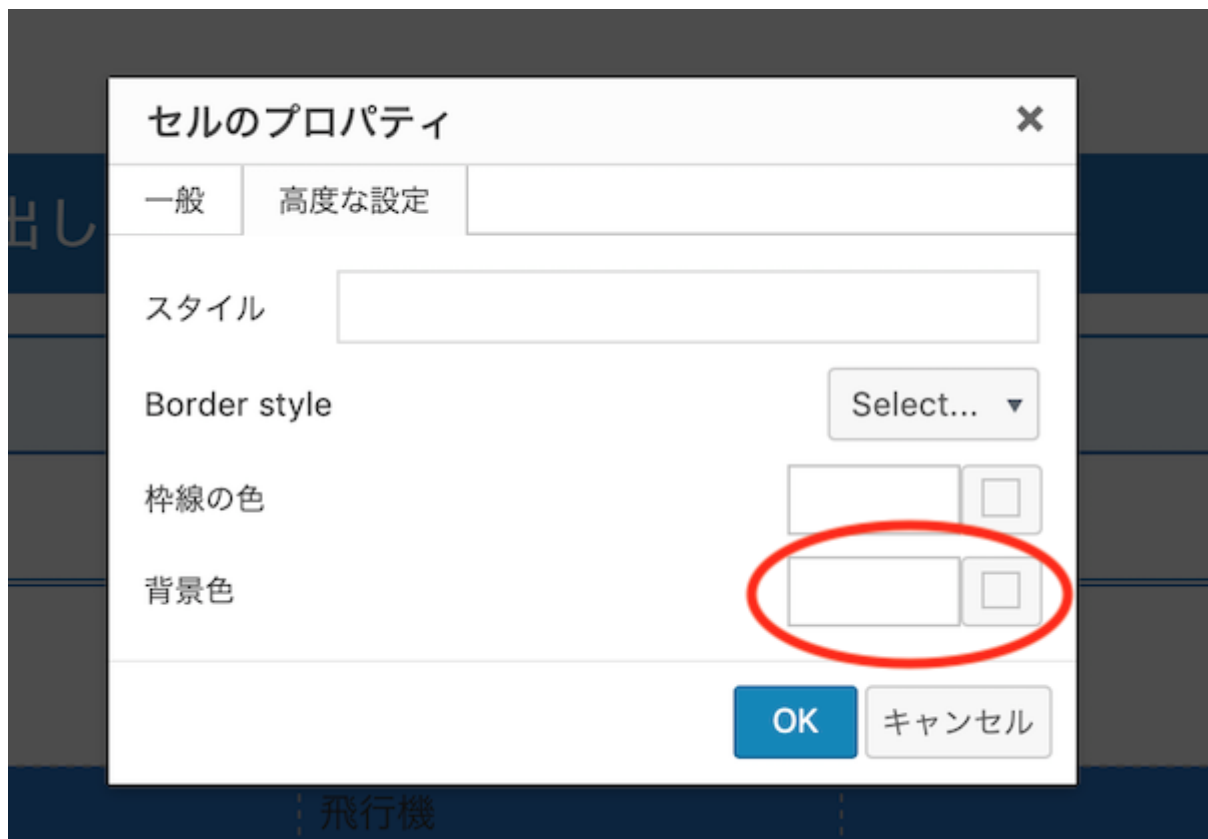 セルのプロパティ
一般 高度な設定
出し
スタイル
Border style Select...
枠線の色
背景色
OK キャンセル
飛行機